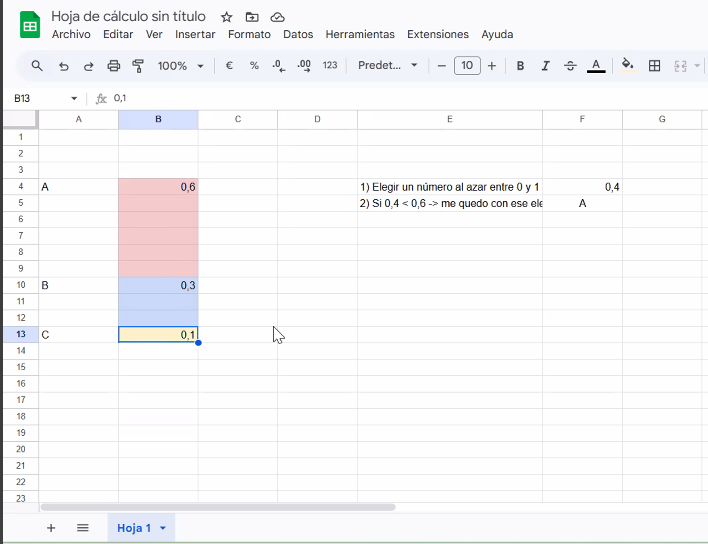 Hoja de cálculo sin título
Archivo Editar Ver Insertar Formato Datos Herramientas Extensiones Ayuda
100% € % .0 .00 123 Predet... − 10 + B I A
B13 fx 0,1
A B C D E F G
1
2
3
4 A 0,6 1) Elegir un número al azar entre 0 y 1 0,4
5 2) Si 0,4 < 0,6 -> me quedo con ese ele A
6
7
8
9
10 B 0,3
11
12
13 C 0,1
14
15
16
17
18
19
20
21
22
23
+ Hoja 1